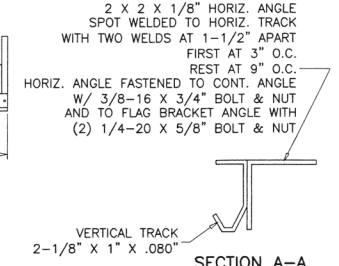 2 X 2 X 1/8" HORIZ. ANGLE
SPOT WELDED TO HORIZ. TRACK
WITH TWO WELDS AT 1-1/2" APART
FIRST AT 3" O.C.
REST AT 9" O.C.
HORIZ. ANGLE FASTENED TO CONT. ANGLE
W/ 3/8-16 X 3/4" BOLT & NUT
AND TO FLAG BRACKET ANGLE WITH
(2) 1/4-20 X 5/8" BOLT & NUT
VERTICAL TRACK
2-1/8" X 1" X .080"
SECTION A-A